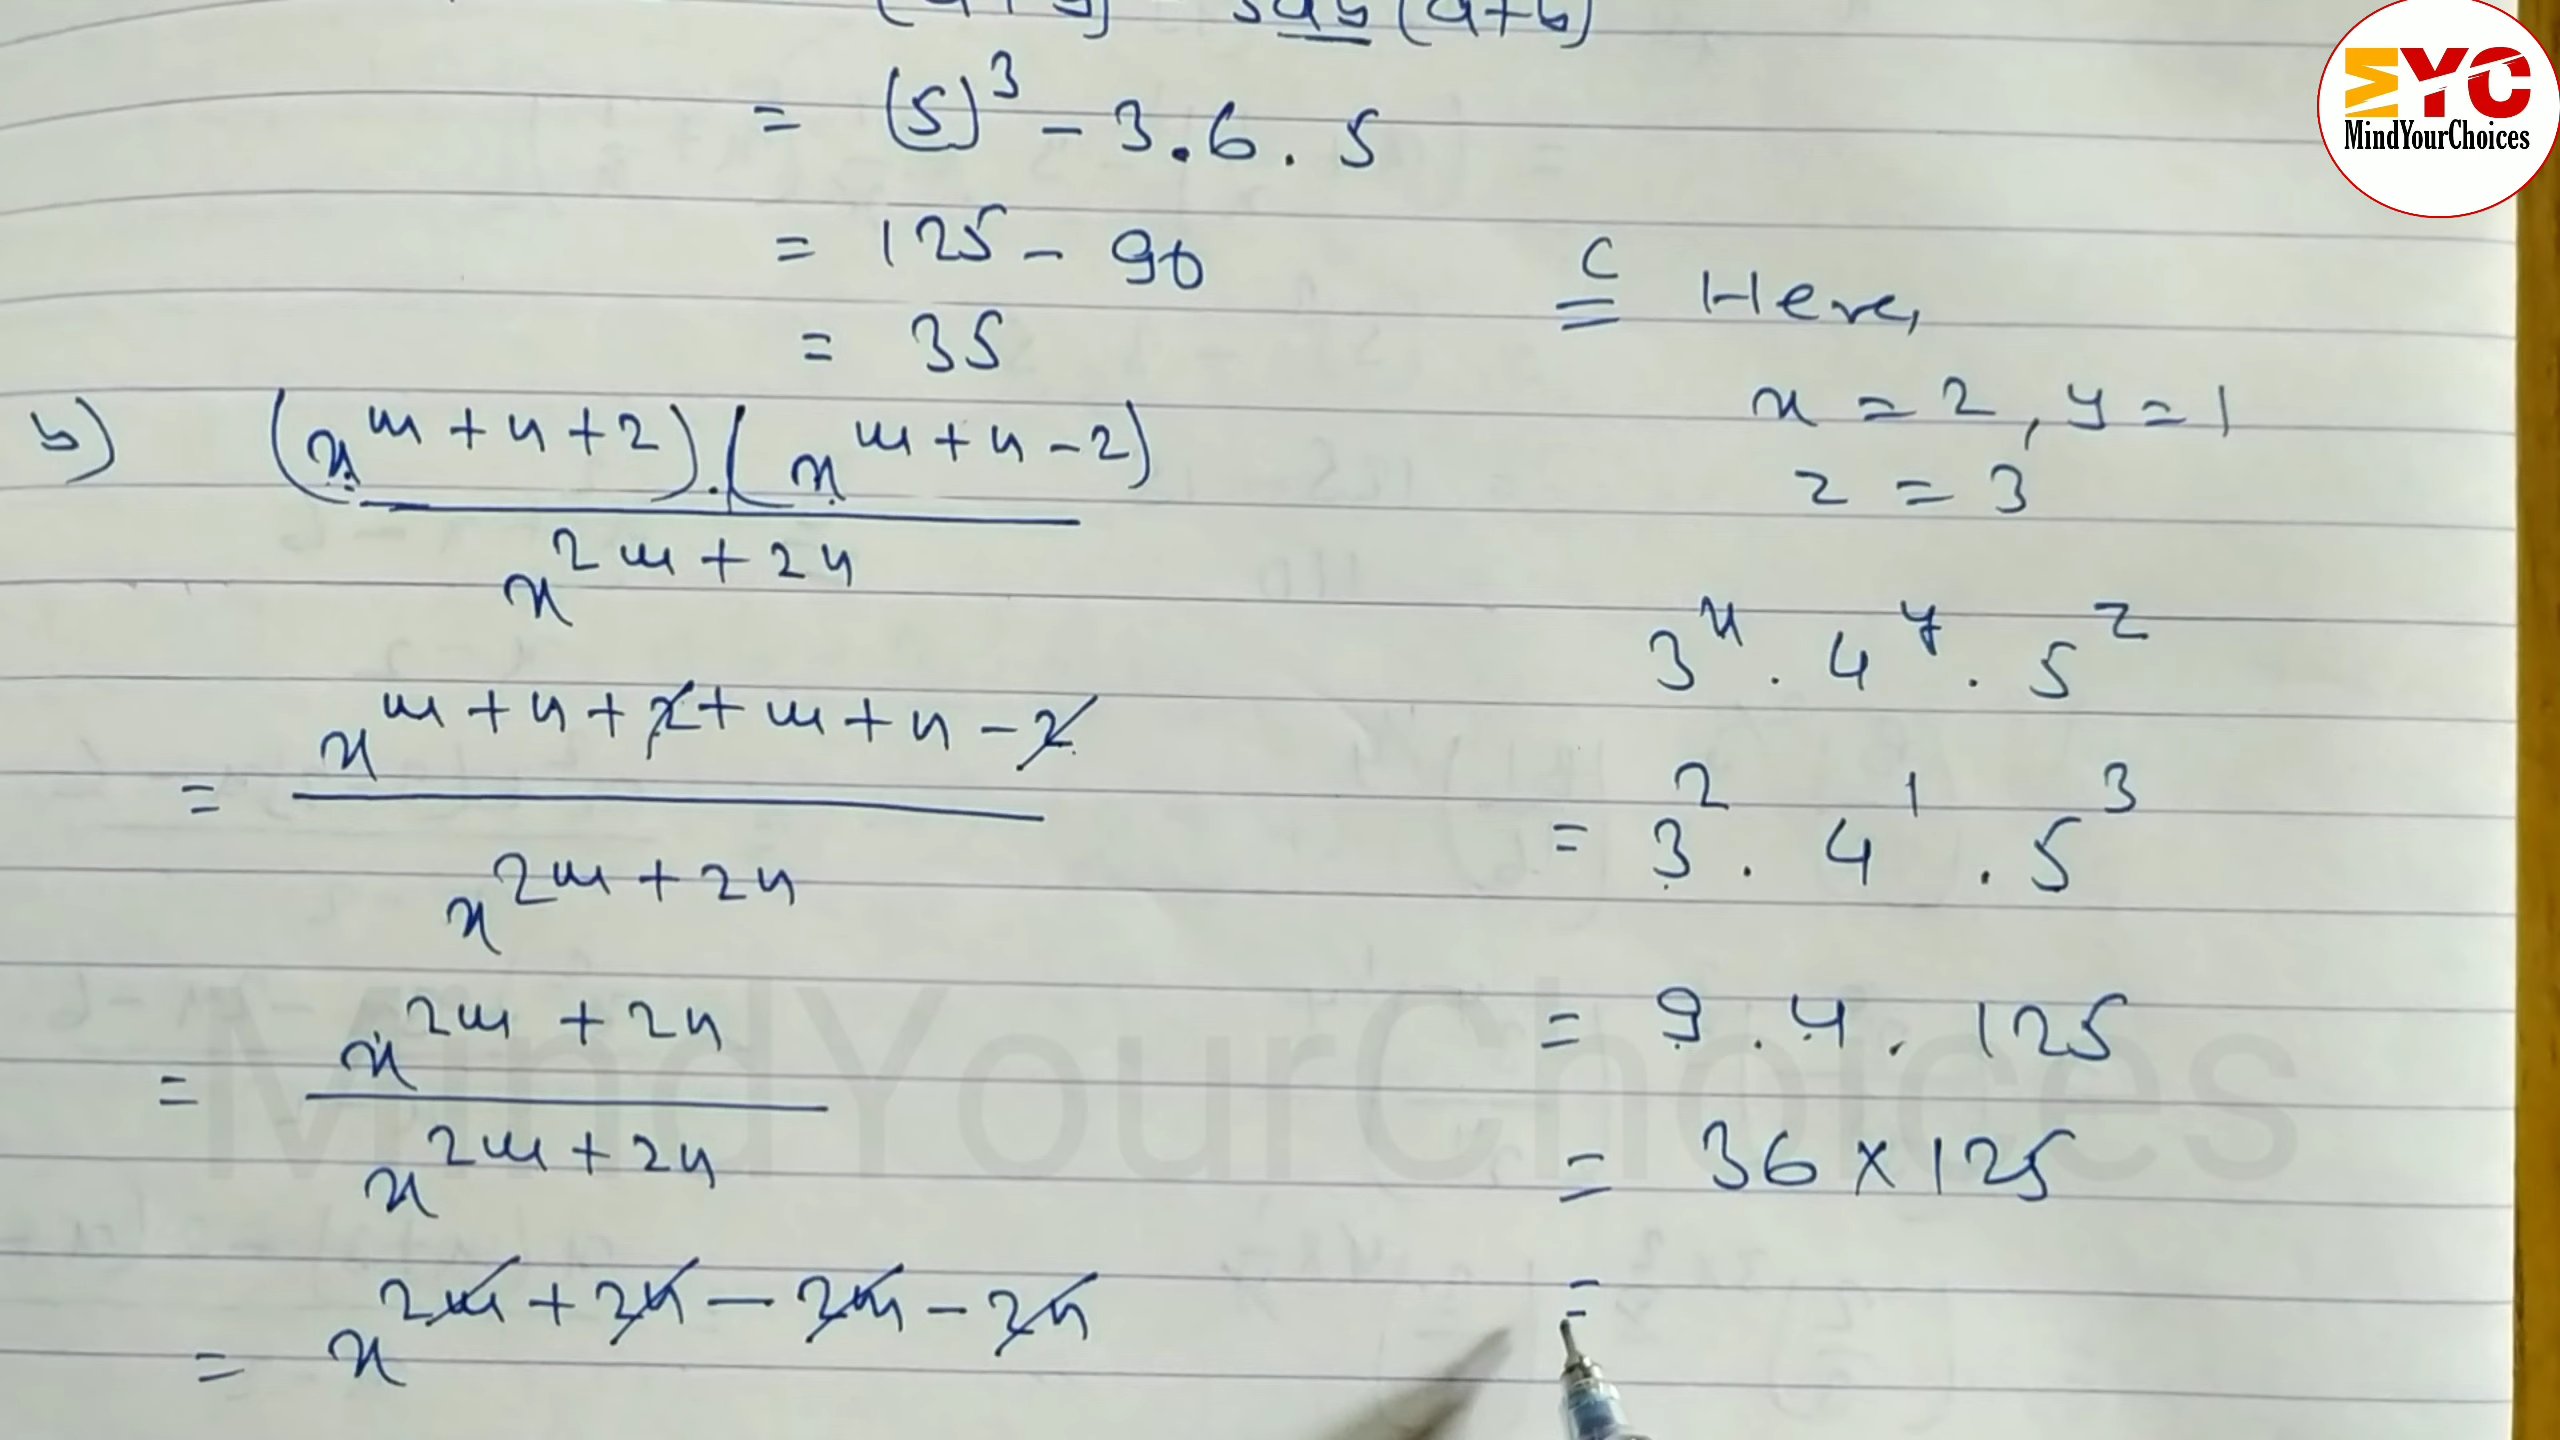 (a+b) - 3ab (a+b)
= (5)³ - 3.6.5
= 125 - 90
= 35
b) (x^m+n+2).(x^m+n-2)
x^2m+2n
= x^m+n+2+m+n-2
x^2m+2n
= x^2m+2n
x^2m+2n
= x^2m+2n-2m-2n
C Here,
x = 2, y = 1
z = 3
3^x . 4^y . 5^z
= 3² . 4¹ . 5³
= 9 . 4 . 125
= 36 × 125
=
MYC
MindYourChoices
MindYourChoices